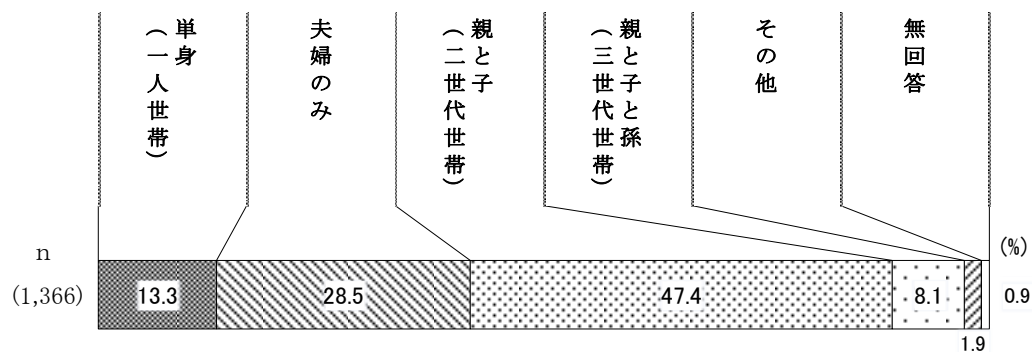 単身
（一人世帯）
夫婦のみ
親と子
（二世代世帯）
親と子と孫
（三世代世帯）
その他
無回答
n
(%)
(1,366)
13.3
28.5
47.4
8.1
0.9
1.9